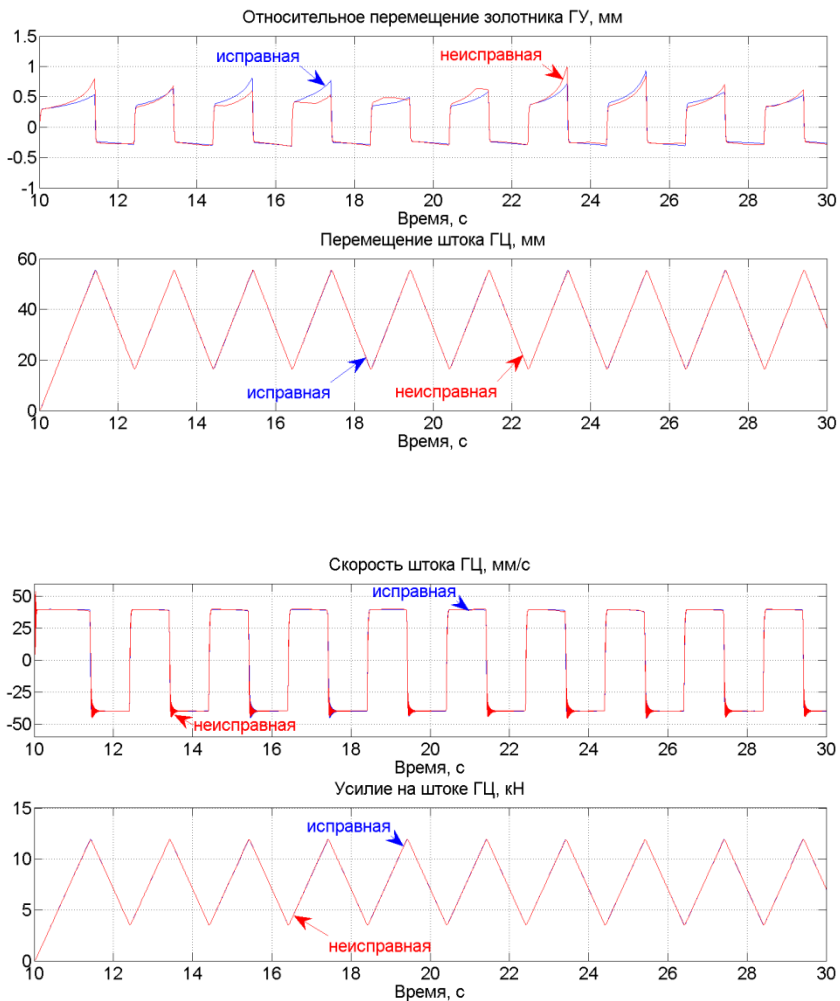 Относительное перемещение золотника ГУ, мм
1.5
1
0.5
0
-0.5
-1
исправная
неисправная
10 12 14 16 18 20 22 24 26 28 30
Время, с
Перемещение штока ГЦ, мм
60
40
20
0
исправная
неисправная
10 12 14 16 18 20 22 24 26 28 30
Время, с
Скорость штока ГЦ, мм/с
50
25
0
-25
-50
исправная
неисправная
10 12 14 16 18 20 22 24 26 28 30
Время, с
Усилие на штоке ГЦ, кН
15
10
5
0
исправная
неисправная
10 12 14 16 18 20 22 24 26 28 30
Время, с